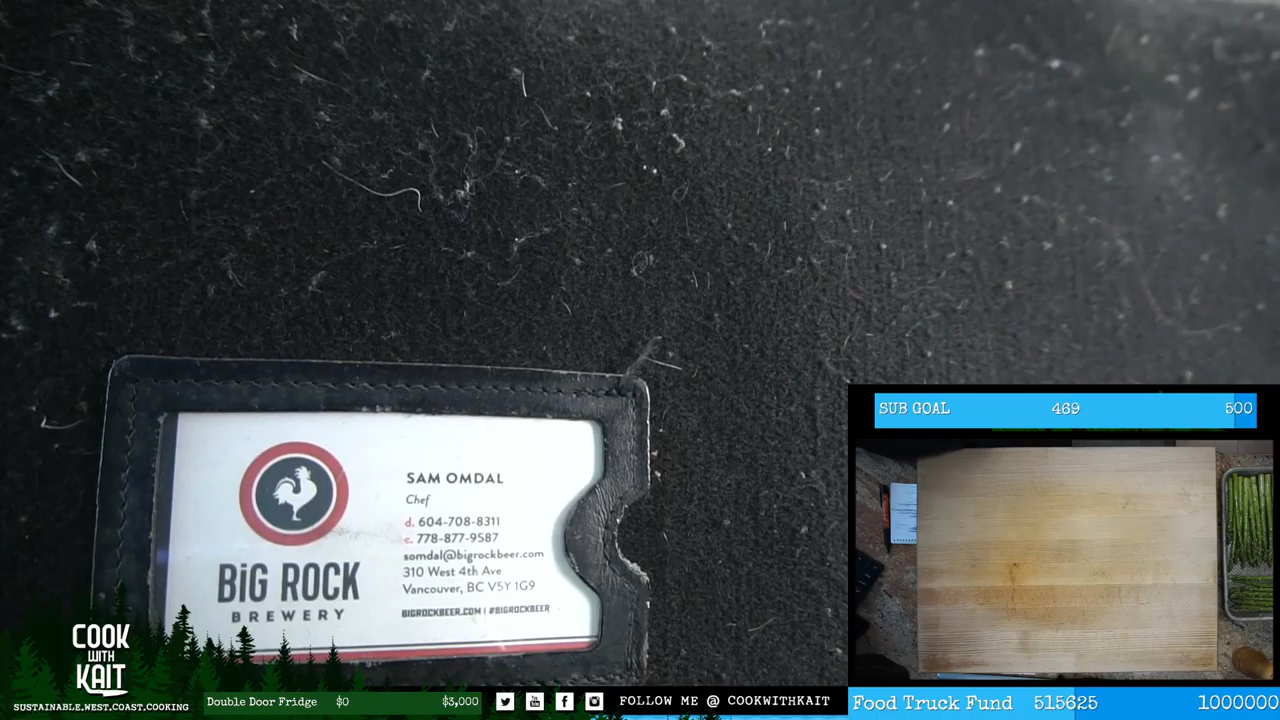 SUB GOAL 469 500
SAM OMDAL
Chef
d. 604-708-8311
c. 778-877-9587
somdal@bigrockbeer.com
310 West 4th Ave
Vancouver, BC V5Y 1G9
BIGROCKBEER.COM | #BIGROCKBEER
BiG ROCK
BREWERY
COOK
WITH
KAIT
SUSTAINABLE.WEST.COAST.COOKING
Double Door Fridge $0 $3,000
FOLLOW ME @ COOKWITHKAIT
Food Truck Fund 515625 1000000